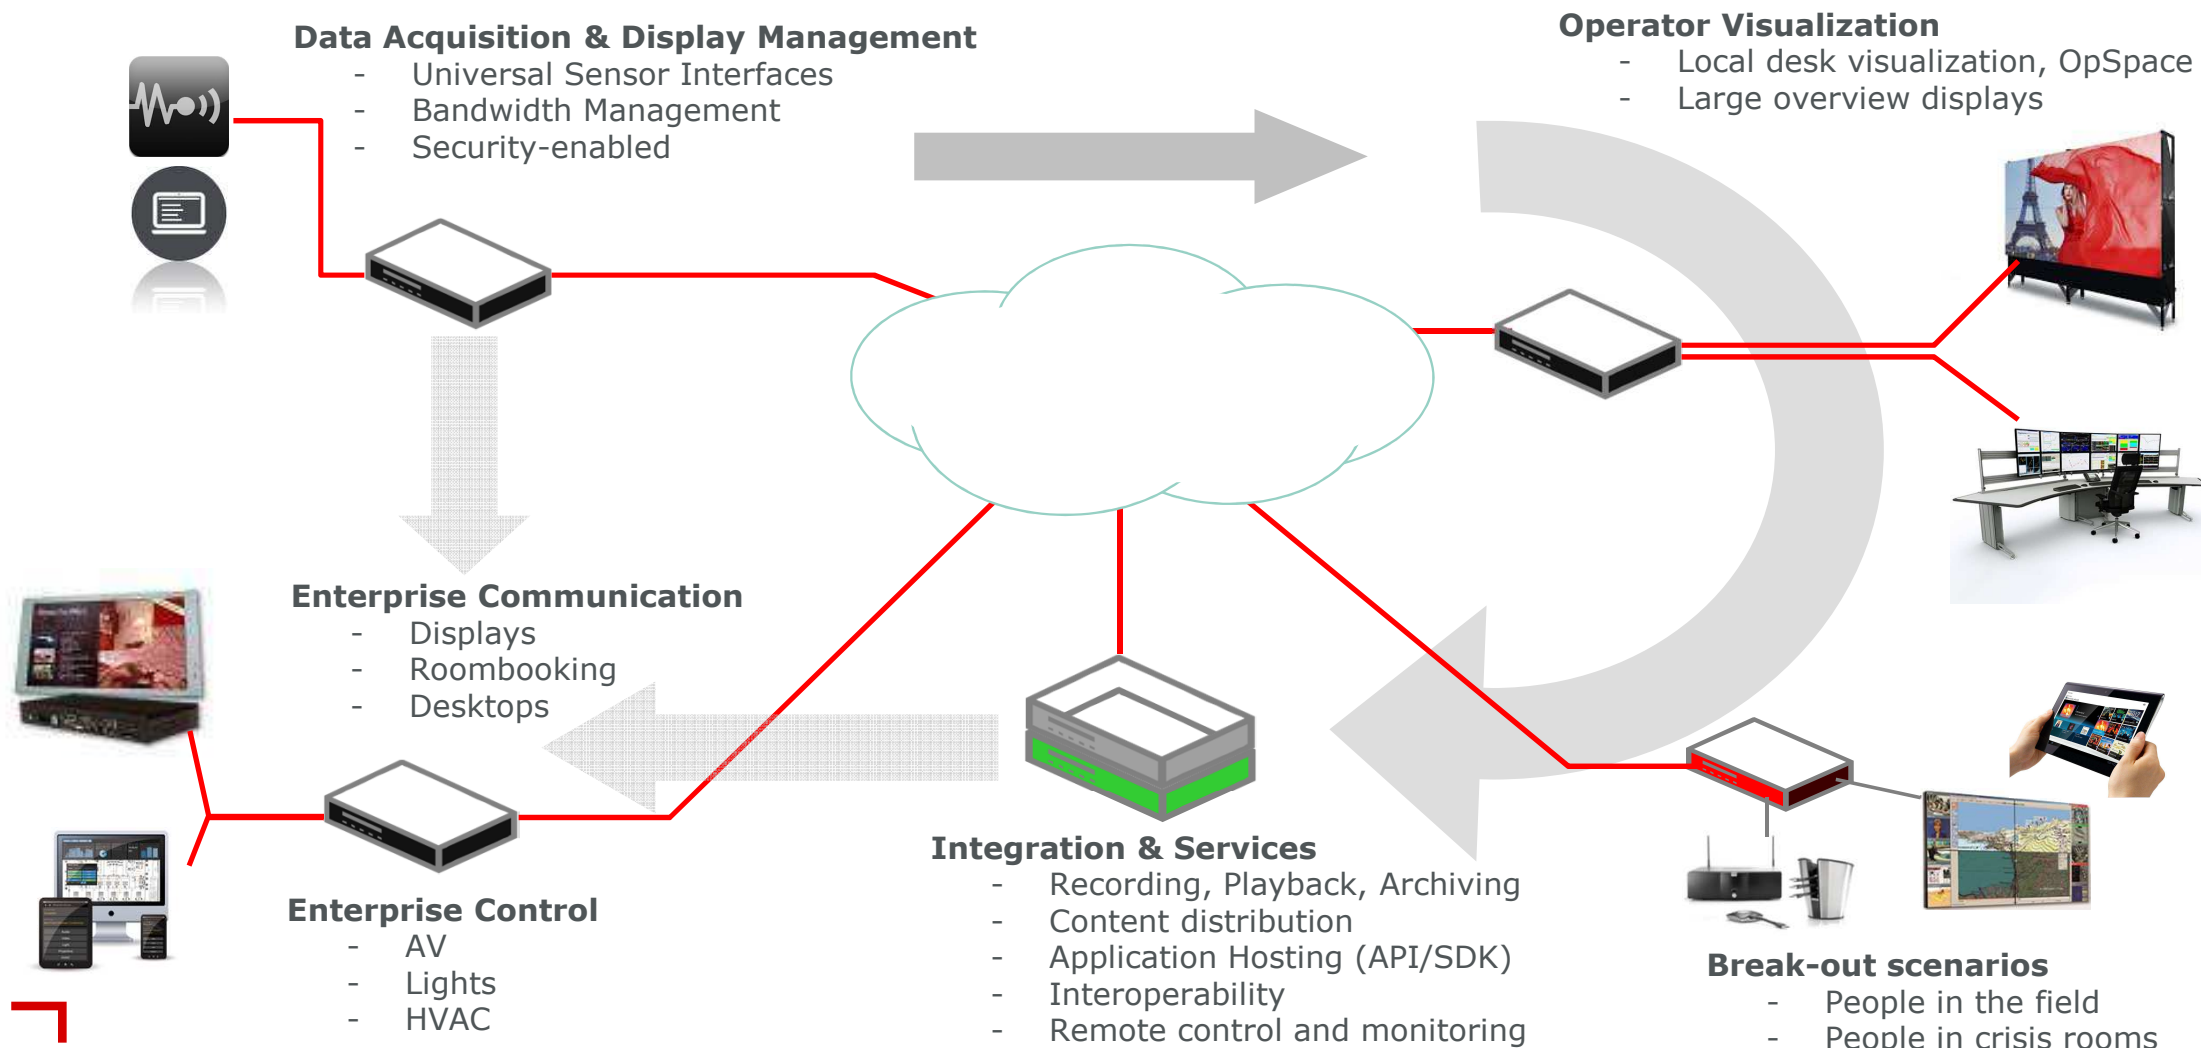 Data Acquisition & Display Management
- Universal Sensor Interfaces
- Bandwidth Management
- Security-enabled
Operator Visualization
- Local desk visualization, OpSpace
- Large overview displays
Enterprise Communication
- Displays
- Roombooking
- Desktops
Enterprise Control
- AV
- Lights
- HVAC
Integration & Services
- Recording, Playback, Archiving
- Content distribution
- Application Hosting (API/SDK)
- Interoperability
- Remote control and monitoring
Break-out scenarios
- People in the field
- People in crisis rooms